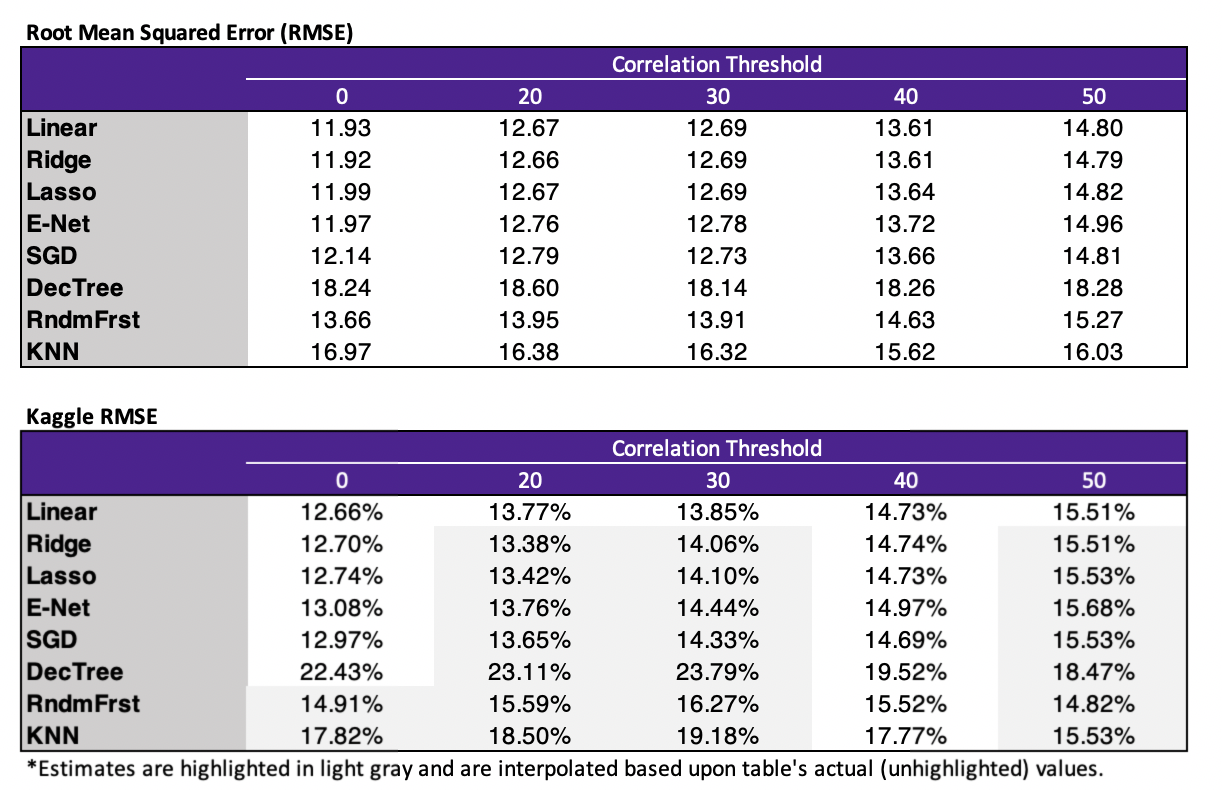 Root Mean Squared Error (RMSE)
Correlation Threshold
0 20 30 40 50
Linear 11.93 12.67 12.69 13.61 14.80
Ridge 11.92 12.66 12.69 13.61 14.79
Lasso 11.99 12.67 12.69 13.64 14.82
E-Net 11.97 12.76 12.78 13.72 14.96
SGD 12.14 12.79 12.73 13.66 14.81
DecTree 18.24 18.60 18.14 18.26 18.28
RndmFrst 13.66 13.95 13.91 14.63 15.27
KNN 16.97 16.38 16.32 15.62 16.03
Kaggle RMSE
Correlation Threshold
0 20 30 40 50
Linear 12.66% 13.77% 13.85% 14.73% 15.51%
Ridge 12.70% 13.38% 14.06% 14.74% 15.51%
Lasso 12.74% 13.42% 14.10% 14.73% 15.53%
E-Net 13.08% 13.76% 14.44% 14.97% 15.68%
SGD 12.97% 13.65% 14.33% 14.69% 15.53%
DecTree 22.43% 23.11% 23.79% 19.52% 18.47%
RndmFrst 14.91% 15.59% 16.27% 15.52% 14.82%
KNN 17.82% 18.50% 19.18% 17.77% 15.53%
*Estimates are highlighted in light gray and are interpolated based upon table's actual (unhighlighted) values.